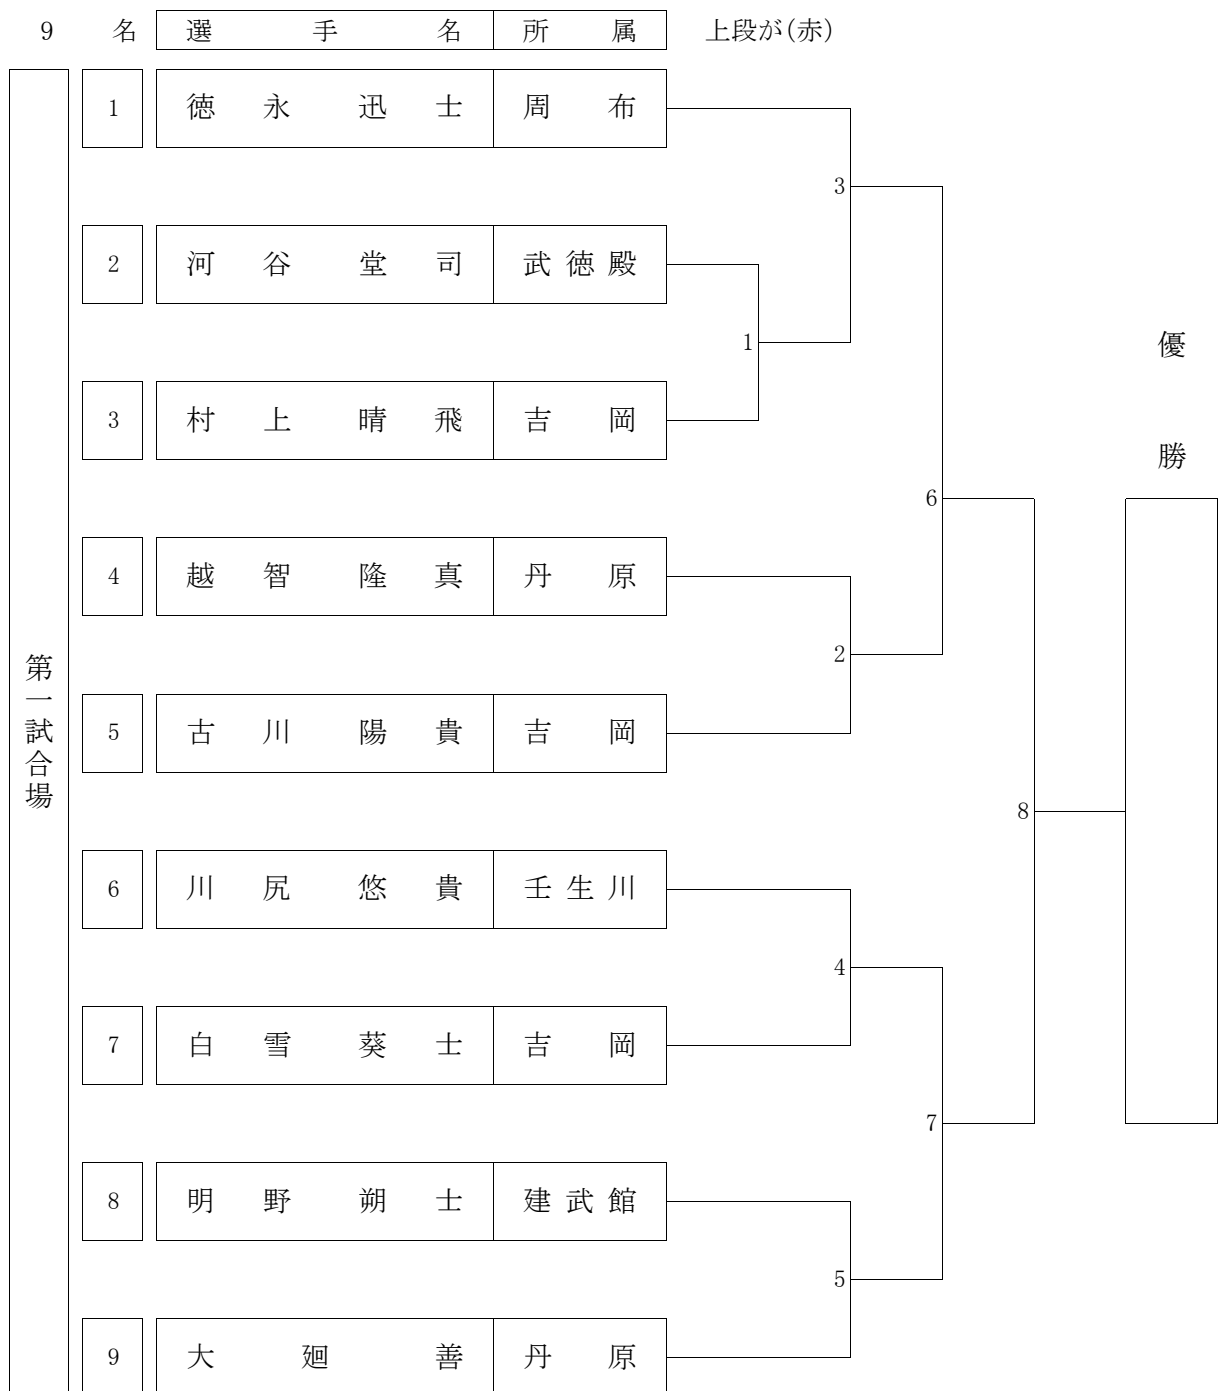 9 名 選手名 所属 上段が(赤)
1 徳永 迅士 周布
3
2 河谷 堂司 武徳殿
1
優勝
3 村上 晴飛 吉岡
6
4 越智 隆真 丹原
2
第一試合場
5 古川 陽貴 吉岡
8
6 川尻 悠貴 壬生川
4
7 白雪 葵士 吉岡
7
8 明野 朔士 建武館
5
9 大廻 善 丹原